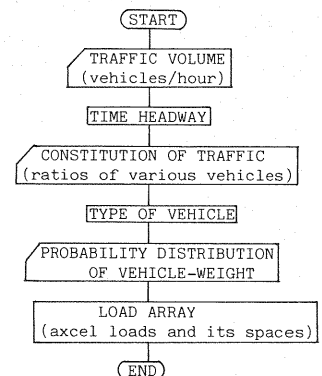 START
TRAFFIC VOLUME
(vehicles/hour)
TIME HEADWAY
CONSTITUTION OF TRAFFIC
(ratios of various vehicles)
TYPE OF VEHICLE
PROBABILITY DISTRIBUTION
OF VEHICLE-WEIGHT
LOAD ARRAY
(axcel loads and its spaces)
END